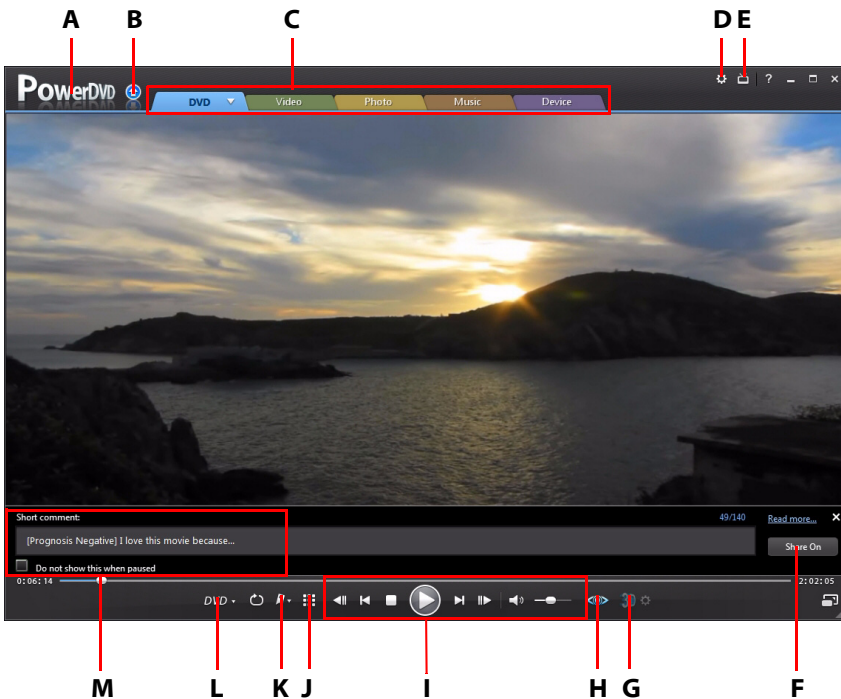 A B C D E
PowerDVD
?
DVD Video Photo Music Device
Short comment:
49/140 Read more...
[Prognosis Negative] I love this movie because...
Share On
Do not show this when paused
0:06:14 2:02:05
DVD 3D
M L K J I H G F